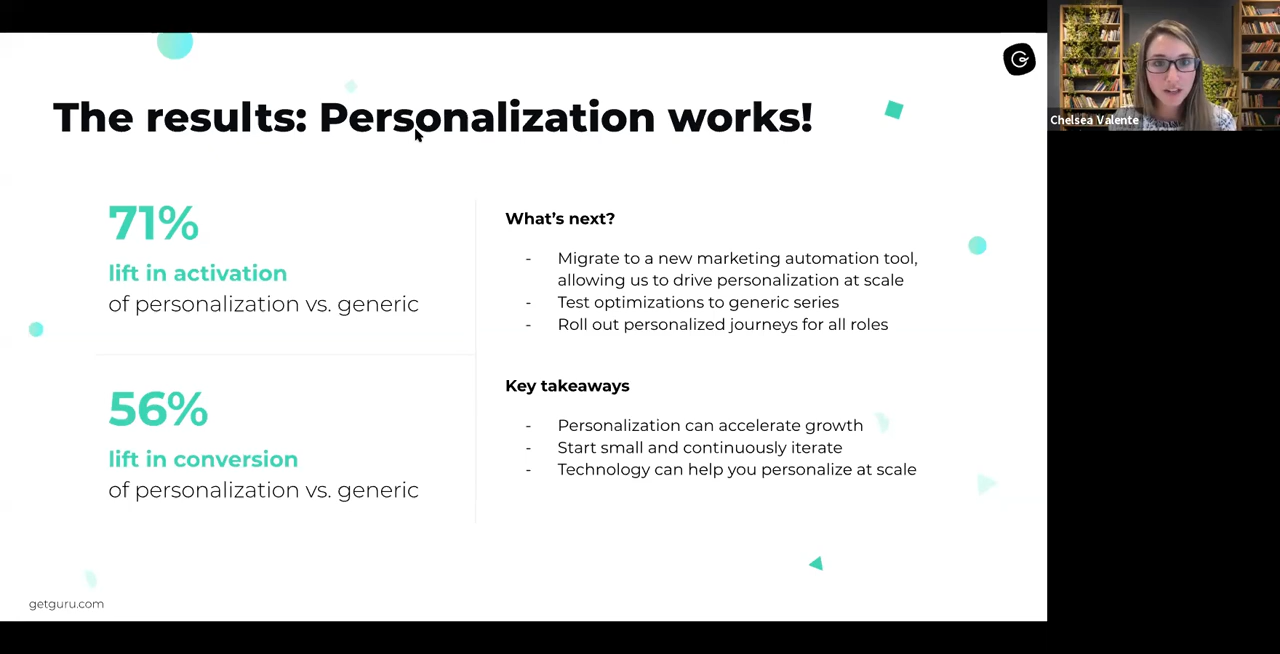 The results: Personalization works!
71%
lift in activation
of personalization vs. generic
56%
lift in conversion
of personalization vs. generic
What’s next?
- Migrate to a new marketing automation tool,
allowing us to drive personalization at scale
- Test optimizations to generic series
- Roll out personalized journeys for all roles
Key takeaways
- Personalization can accelerate growth
- Start small and continuously iterate
- Technology can help you personalize at scale
getguru.com
Chelsea Valente